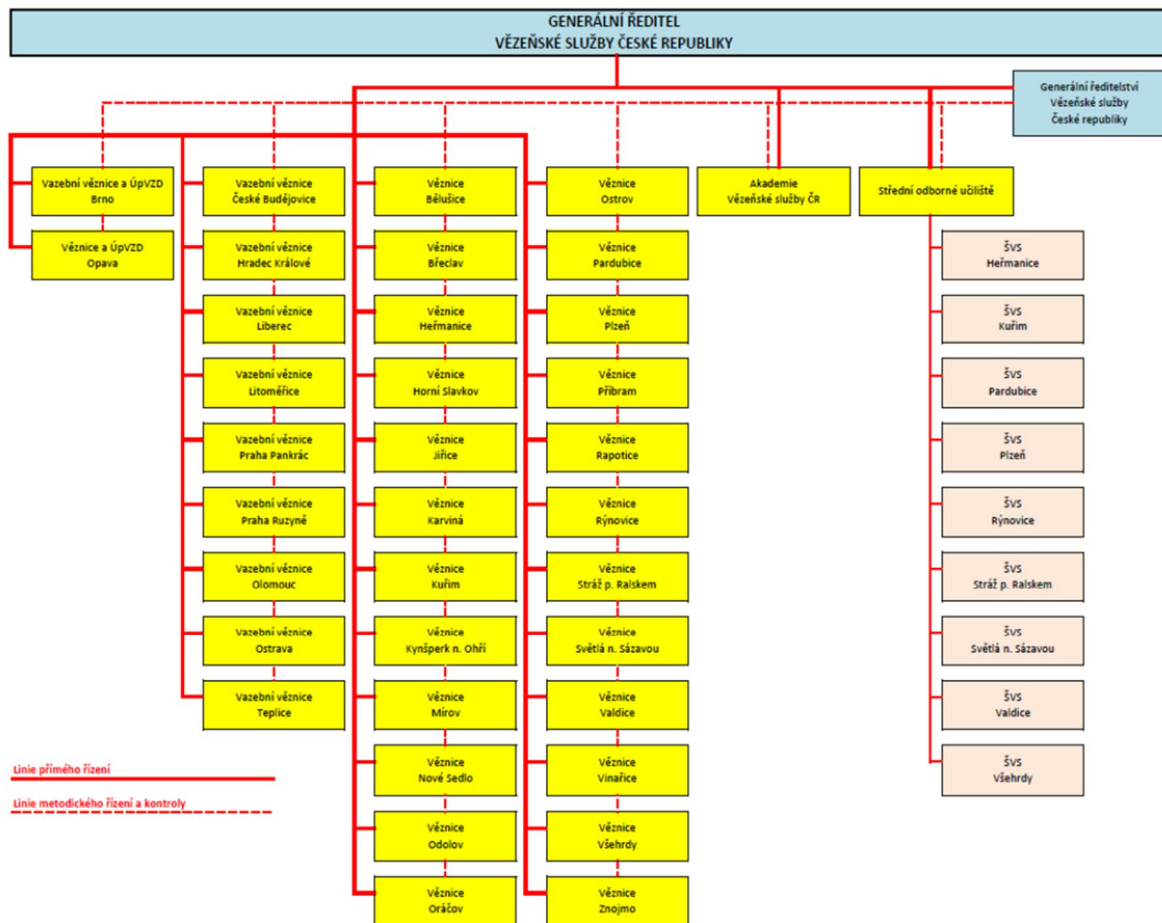 GENERÁLNÍ ŘEDITEL
VĚZEŇSKÉ SLUŽBY ČESKÉ REPUBLIKY
Generální ředitelství
Vězeňské služby
České republiky
Vazební věznice a ÚpVZD
Brno
Věznice a ÚpVZD
Opava
Vazební věznice
České Budějovice
Vazební věznice
Hradec Králové
Vazební věznice
Liberec
Vazební věznice
Litoměřice
Vazební věznice
Praha Pankrác
Vazební věznice
Praha Ruzyně
Vazební věznice
Olomouc
Vazební věznice
Ostrava
Vazební věznice
Teplice
Věznice
Bělušice
Věznice
Břeclav
Věznice
Heřmanice
Věznice
Horní Slavkov
Věznice
Jiřice
Věznice
Karviná
Věznice
Kuřim
Věznice
Kynšperk n. Ohří
Věznice
Mírov
Věznice
Nové Sedlo
Věznice
Odolov
Věznice
Oráčov
Věznice
Ostrov
Věznice
Pardubice
Věznice
Plzeň
Věznice
Příbram
Věznice
Rapotice
Věznice
Rýnovice
Věznice
Stráž p. Ralskem
Věznice
Světlá n. Sázavou
Věznice
Valdice
Věznice
Vinařice
Věznice
Všehrdy
Věznice
Znojmo
Akademie
Vězeňské služby ČR
Střední odborné učiliště
ŠVS
Heřmanice
ŠVS
Kuřim
ŠVS
Pardubice
ŠVS
Plzeň
ŠVS
Rýnovice
ŠVS
Stráž p. Ralskem
ŠVS
Světlá n. Sázavou
ŠVS
Valdice
ŠVS
Všehrdy
Linie přímého řízení
Linie metodického řízení a kontroly